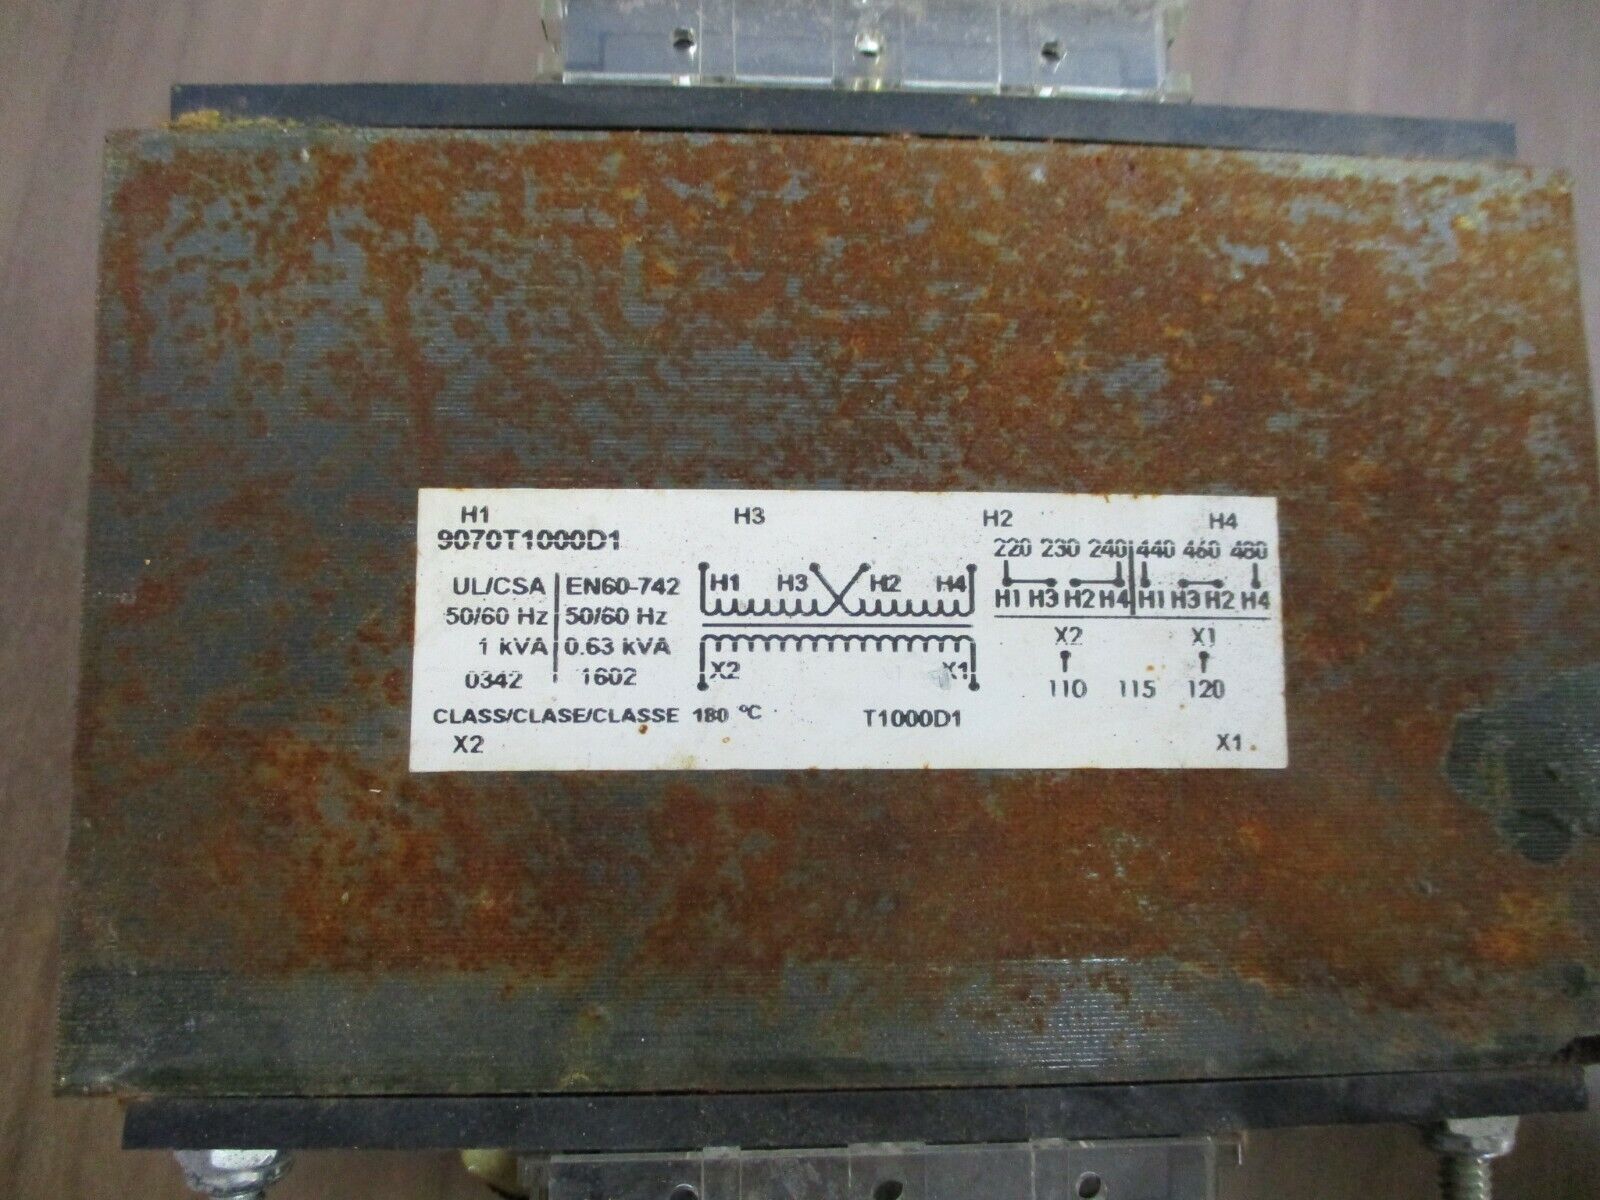 H1 H3 H2 H4
9070T1000D1
220 230 240 440 460 480
UL/CSA EN60-742
H1 H3 H2 H4
H1 H3 H2 H4 H1 H3 H2 H4
50/60 Hz 50/60 Hz
1 kVA 0.63 kVA
X2 X1
X2 X1
0342 1602
110 115 120
CLASS/CLASE/CLASSE 180 °C T1000D1
X2 X1